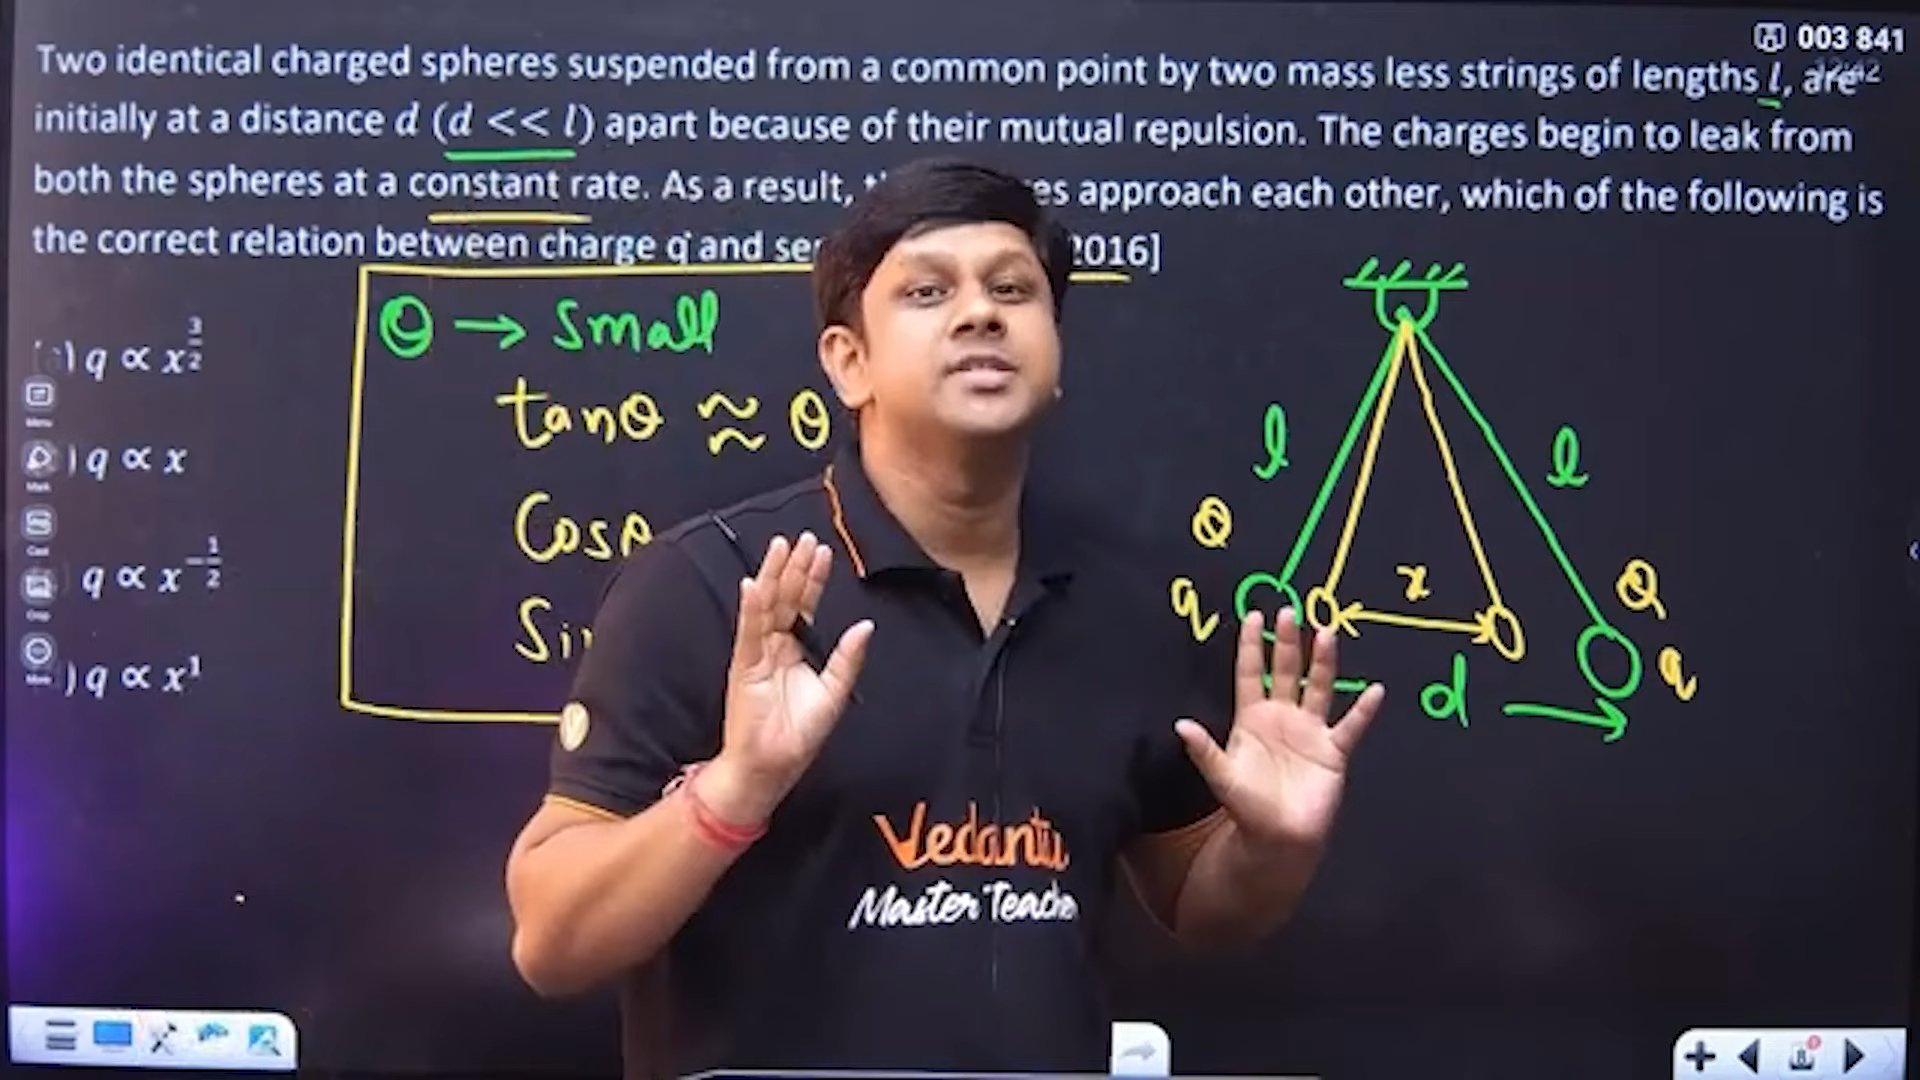 003 841
Two identical charged spheres suspended from a common point by two mass less strings of lengths l, are
initially at a distance d (d << l) apart because of their mutual repulsion. The charges begin to leak from
both the spheres at a constant rate. As a result, approach each other, which of the following is
the correct relation between charge q and 2016]
) q ∝ x^{3/2}
) q ∝ x
q ∝ x^{-1/2}
) q ∝ x^1
θ → small
tanθ ≈ θ
Cosθ
Sin
l l
θ θ
q x q
d
Vedantu
Master Teacher